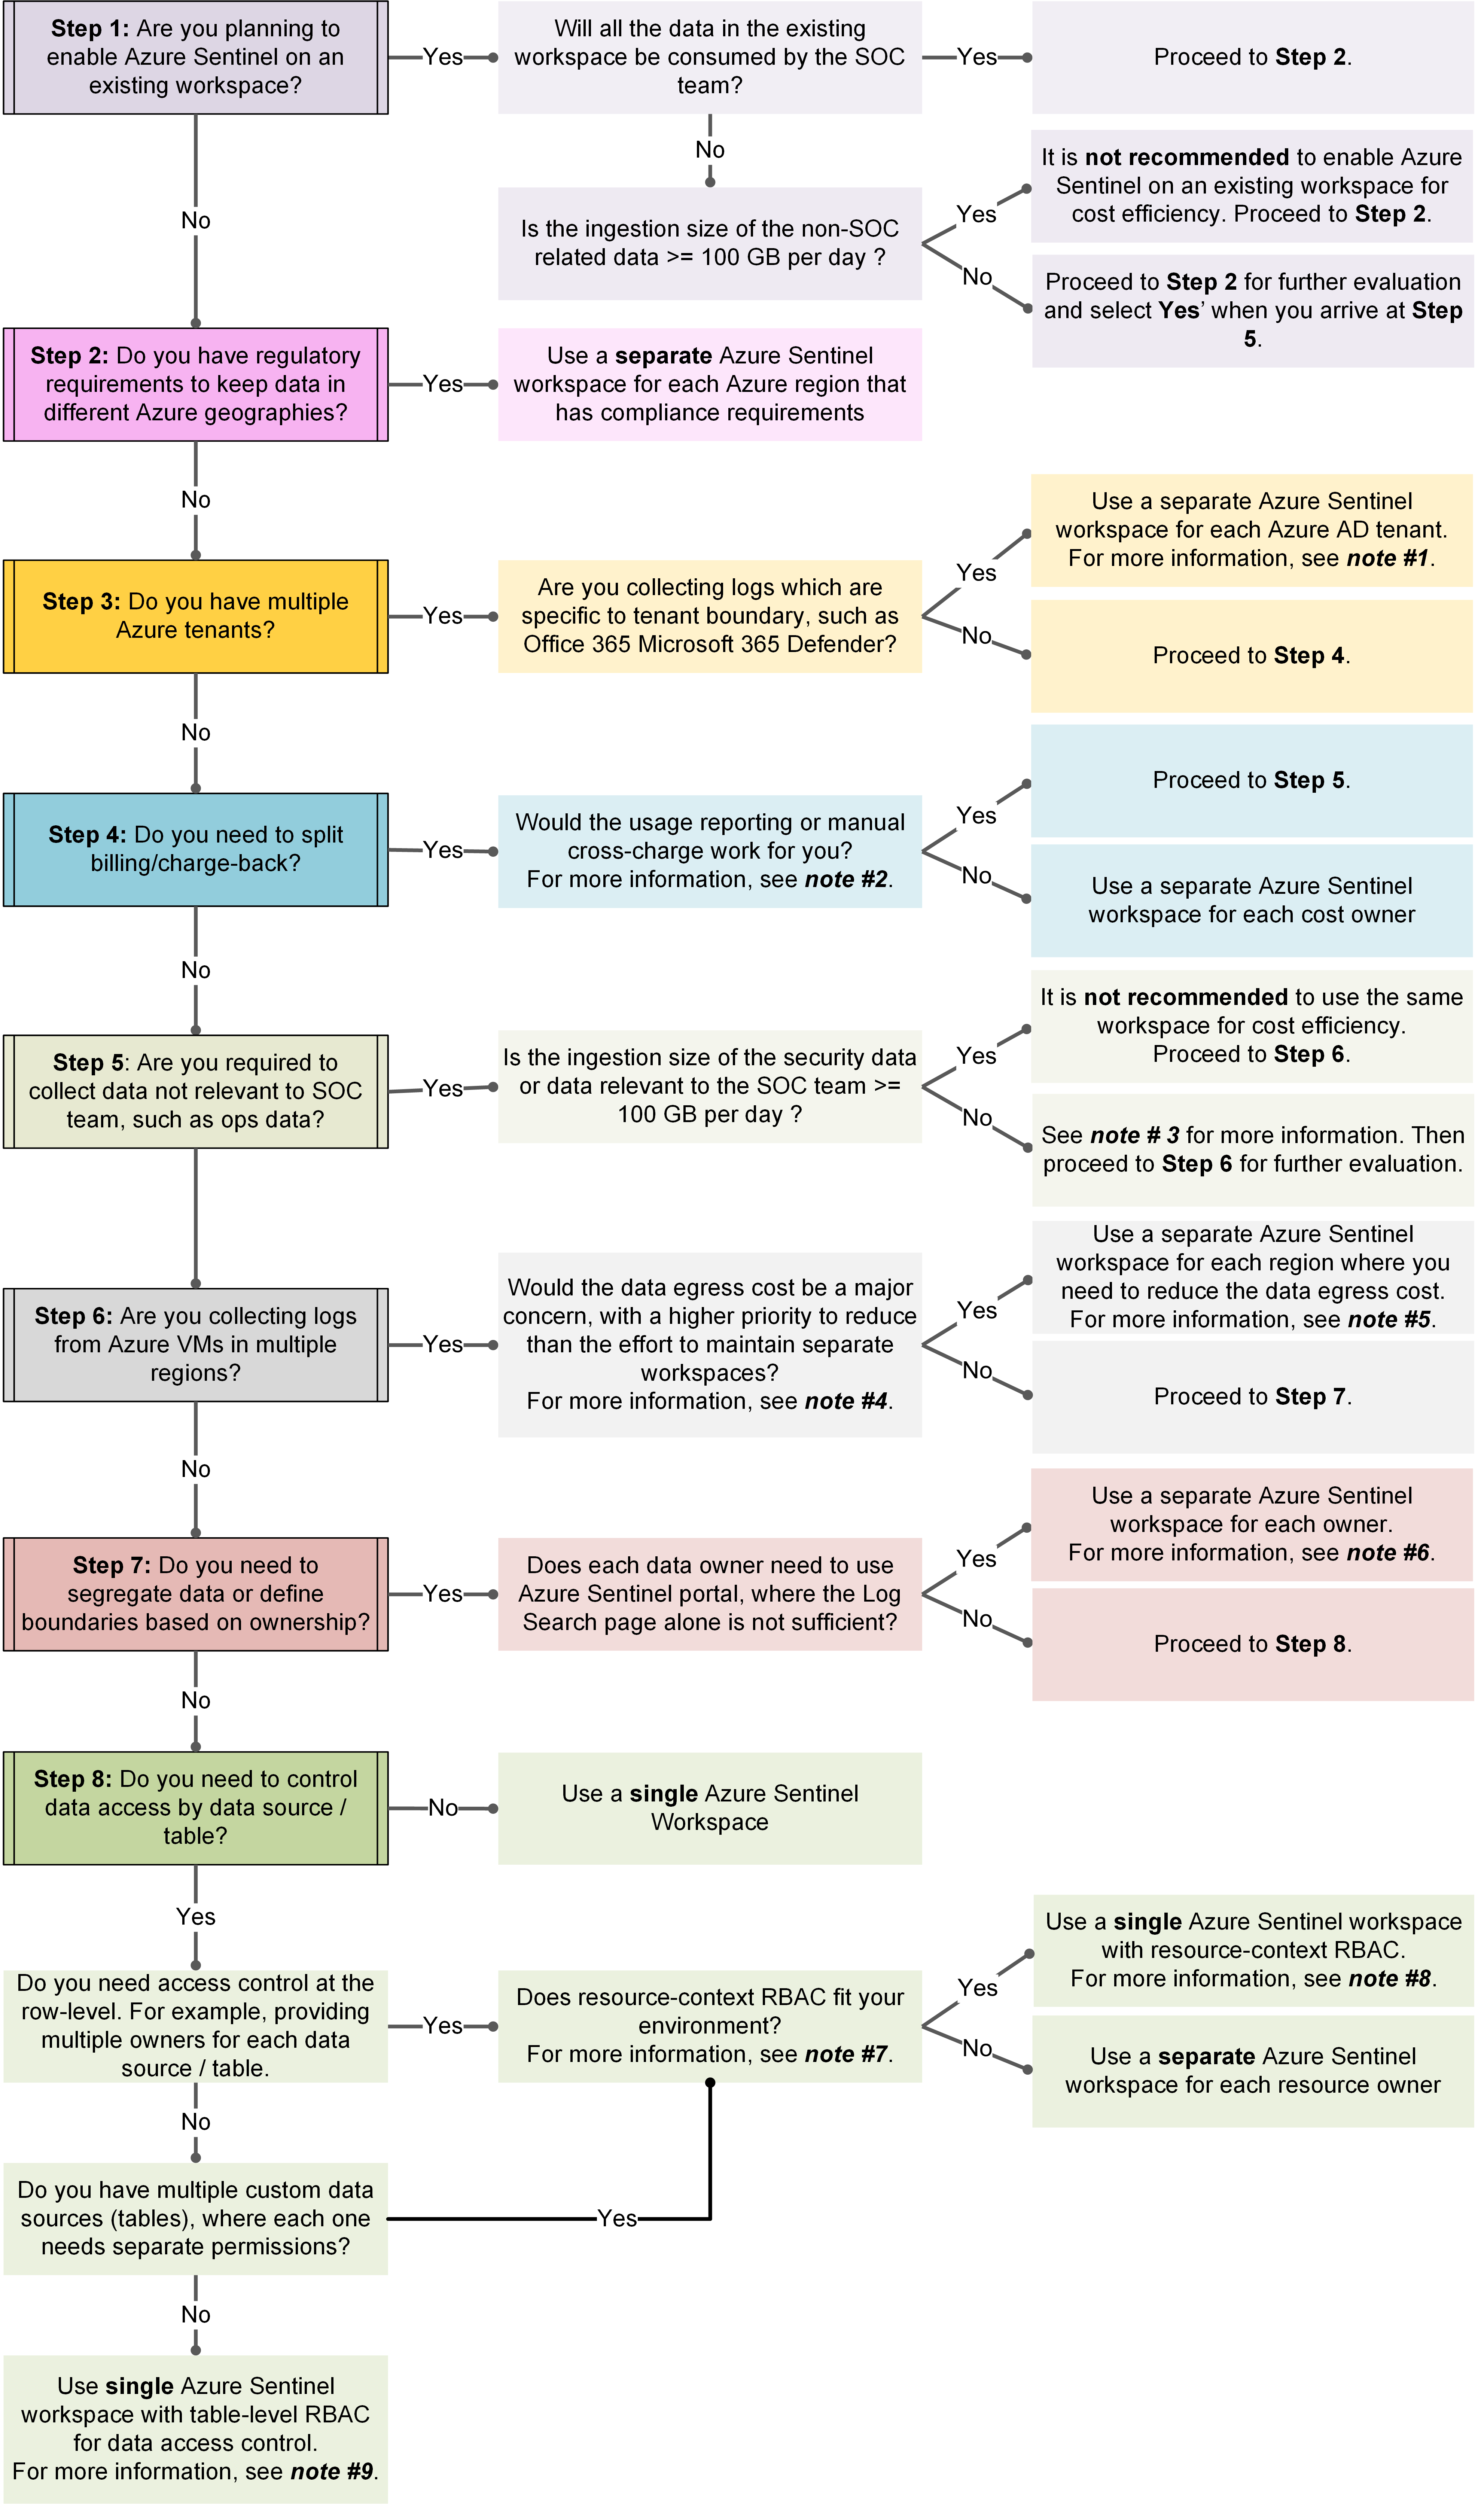 Step 1: Are you planning to
enable Azure Sentinel on an
existing workspace?
Yes
Will all the data in the existing
workspace be consumed by the SOC
team?
Yes
Proceed to Step 2.
No
No
Is the ingestion size of the non-SOC
related data >= 100 GB per day ?
Yes
It is not recommended to enable Azure
Sentinel on an existing workspace for
cost efficiency. Proceed to Step 2.
No
Proceed to Step 2 for further evaluation
and select Yes’ when you arrive at Step
5.
Step 2: Do you have regulatory
requirements to keep data in
different Azure geographies?
Yes
Use a separate Azure Sentinel
workspace for each Azure region that
has compliance requirements
No
Step 3: Do you have multiple
Azure tenants?
Yes
Are you collecting logs which are
specific to tenant boundary, such as
Office 365 Microsoft 365 Defender?
Yes
Use a separate Azure Sentinel
workspace for each Azure AD tenant.
For more information, see note #1.
No
Proceed to Step 4.
No
Step 4: Do you need to split
billing/charge-back?
Yes
Would the usage reporting or manual
cross-charge work for you?
For more information, see note #2.
Yes
Proceed to Step 5.
No
Use a separate Azure Sentinel
workspace for each cost owner
No
Step 5: Are you required to
collect data not relevant to SOC
team, such as ops data?
Yes
Is the ingestion size of the security data
or data relevant to the SOC team >=
100 GB per day ?
Yes
It is not recommended to use the same
workspace for cost efficiency.
Proceed to Step 6.
No
See note # 3 for more information. Then
proceed to Step 6 for further evaluation.
Step 6: Are you collecting logs
from Azure VMs in multiple
regions?
Yes
Would the data egress cost be a major
concern, with a higher priority to reduce
than the effort to maintain separate
workspaces?
For more information, see note #4.
Yes
Use a separate Azure Sentinel
workspace for each region where you
need to reduce the data egress cost.
For more information, see note #5.
No
Proceed to Step 7.
No
Step 7: Do you need to
segregate data or define
boundaries based on ownership?
Yes
Does each data owner need to use
Azure Sentinel portal, where the Log
Search page alone is not sufficient?
Yes
Use a separate Azure Sentinel
workspace for each owner.
For more information, see note #6.
No
Proceed to Step 8.
No
Step 8: Do you need to control
data access by data source /
table?
No
Use a single Azure Sentinel
Workspace
Yes
Do you need access control at the
row-level. For example, providing
multiple owners for each data
source / table.
Yes
Does resource-context RBAC fit your
environment?
For more information, see note #7.
Yes
Use a single Azure Sentinel workspace
with resource-context RBAC.
For more information, see note #8.
No
Use a separate Azure Sentinel
workspace for each resource owner
No
Do you have multiple custom data
sources (tables), where each one
needs separate permissions?
Yes
No
Use single Azure Sentinel
workspace with table-level RBAC
for data access control.
For more information, see note #9.